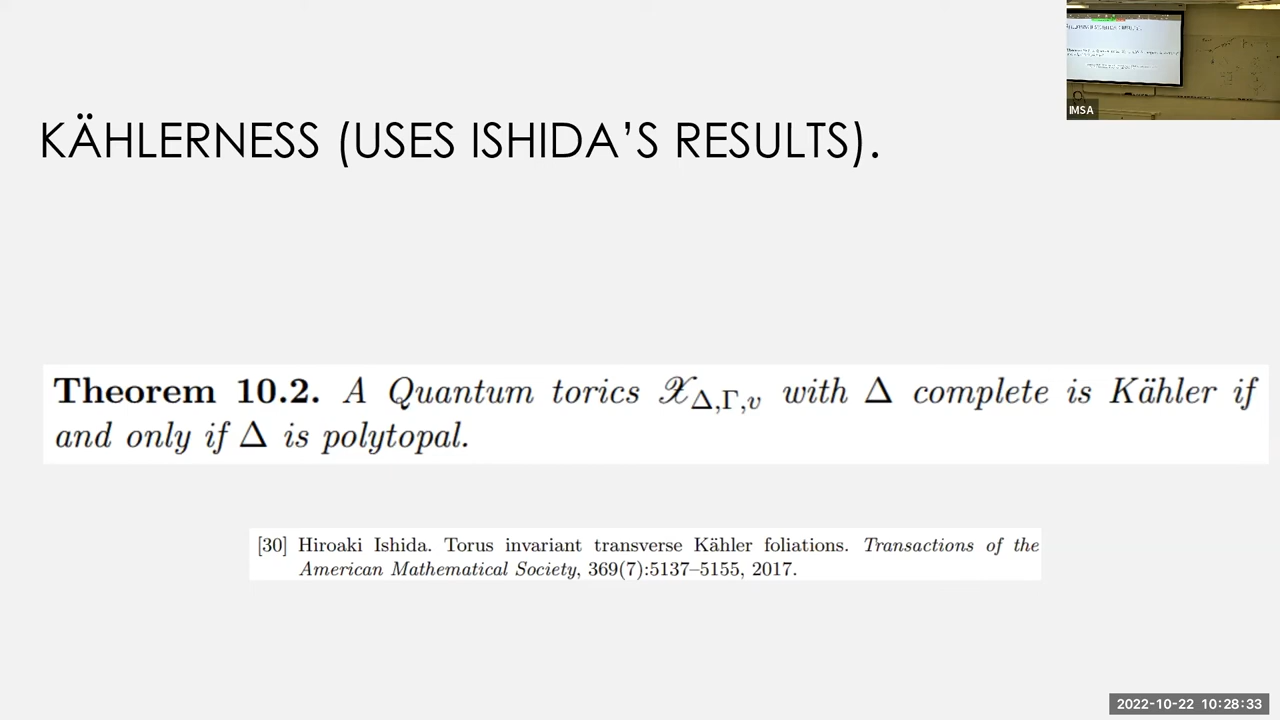 KÄHLERNESS (USES ISHIDA’S RESULTS).
IMSA
Theorem 10.2. A Quantum torics 𝒳Δ,Γ,v with Δ complete is Kähler if
and only if Δ is polytopal.
[30] Hiroaki Ishida. Torus invariant transverse Kähler foliations. Transactions of the
American Mathematical Society, 369(7):5137–5155, 2017.
2022-10-22 10:28:33